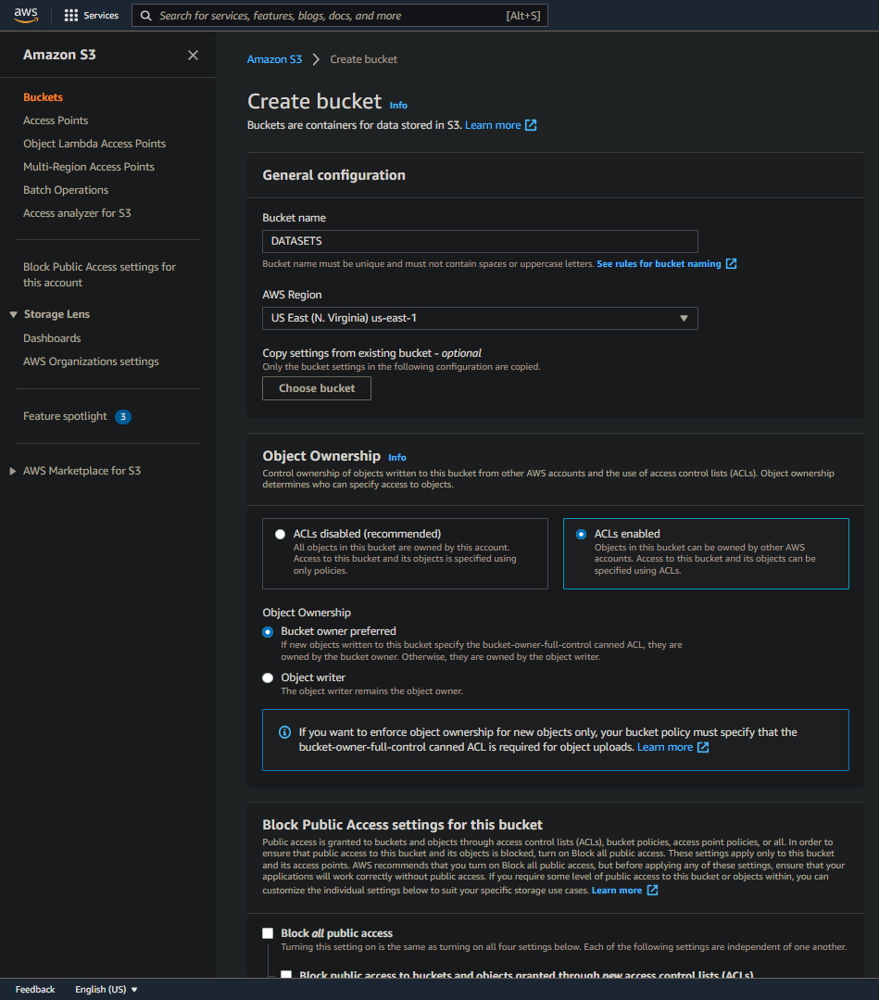 aws
Services
Search for services, features, blogs, docs, and more
[Alt+S]
Amazon S3
Buckets
Access Points
Object Lambda Access Points
Multi-Region Access Points
Batch Operations
Access analyzer for S3
Block Public Access settings for
this account
Storage Lens
Dashboards
AWS Organizations settings
Feature spotlight 3
AWS Marketplace for S3
Amazon S3 > Create bucket
Create bucket Info
Buckets are containers for data stored in S3. Learn more
General configuration
Bucket name
DATASETS
Bucket name must be unique and must not contain spaces or uppercase letters. See rules for bucket naming
AWS Region
US East (N. Virginia) us-east-1
Copy settings from existing bucket - optional
Only the bucket settings in the following configuration are copied.
Choose bucket
Object Ownership Info
Control ownership of objects written to this bucket from other AWS accounts and the use of access control lists (ACLs). Object ownership
determines who can specify access to objects.
ACLs disabled (recommended)
All objects in this bucket are owned by this account.
Access to this bucket and its objects is specified using
only policies.
ACLs enabled
Objects in this bucket can be owned by other AWS
accounts. Access to this bucket and its objects can be
specified using ACLs.
Object Ownership
Bucket owner preferred
If new objects written to this bucket specify the bucket-owner-full-control canned ACL, they are
owned by the bucket owner. Otherwise, they are owned by the object writer.
Object writer
The object writer remains the object owner.
If you want to enforce object ownership for new objects only, your bucket policy must specify that the
bucket-owner-full-control canned ACL is required for object uploads. Learn more
Block Public Access settings for this bucket
Public access is granted to buckets and objects through access control lists (ACLs), bucket policies, access point policies, or all. In order to
ensure that public access to this bucket and its objects is blocked, turn on Block all public access. These settings apply only to this bucket
and its access points. AWS recommends that you turn on Block all public access, but before applying any of these settings, ensure that your
applications will work correctly without public access. If you require some level of public access to this bucket or objects within, you can
customize the individual settings below to suit your specific storage use cases. Learn more
Block all public access
Turning this setting on is the same as turning on all four settings below. Each of the following settings are independent of one another.
Block public access to buckets and objects granted through new access control lists (ACLs)
Feedback
English (US)